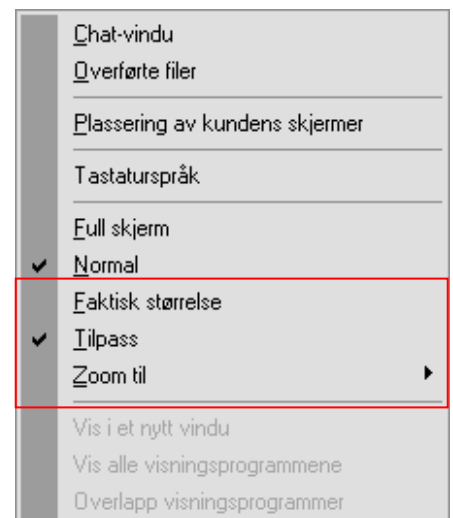 Chat-vindu
Overførte filer
Plassering av kundens skjermer
Tastaturspråk
Full skjerm
Normal
Faktisk størrelse
Tilpass
Zoom til
Vis i et nytt vindu
Vis alle visningsprogrammene
Overlapp visningsprogrammer